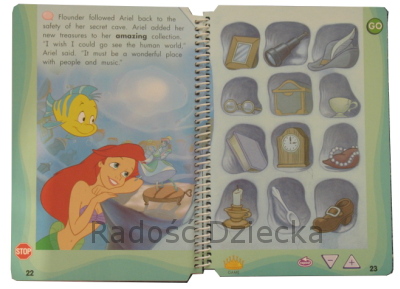 Flounder followed Ariel back to the
safety of her secret cave. Ariel added her
new treasures to her amazing collection.
"I wish I could go see the human world,"
Ariel said. "It must be a wonderful place
with people and music."
GO
STOP
22
23
Radość Dziecka